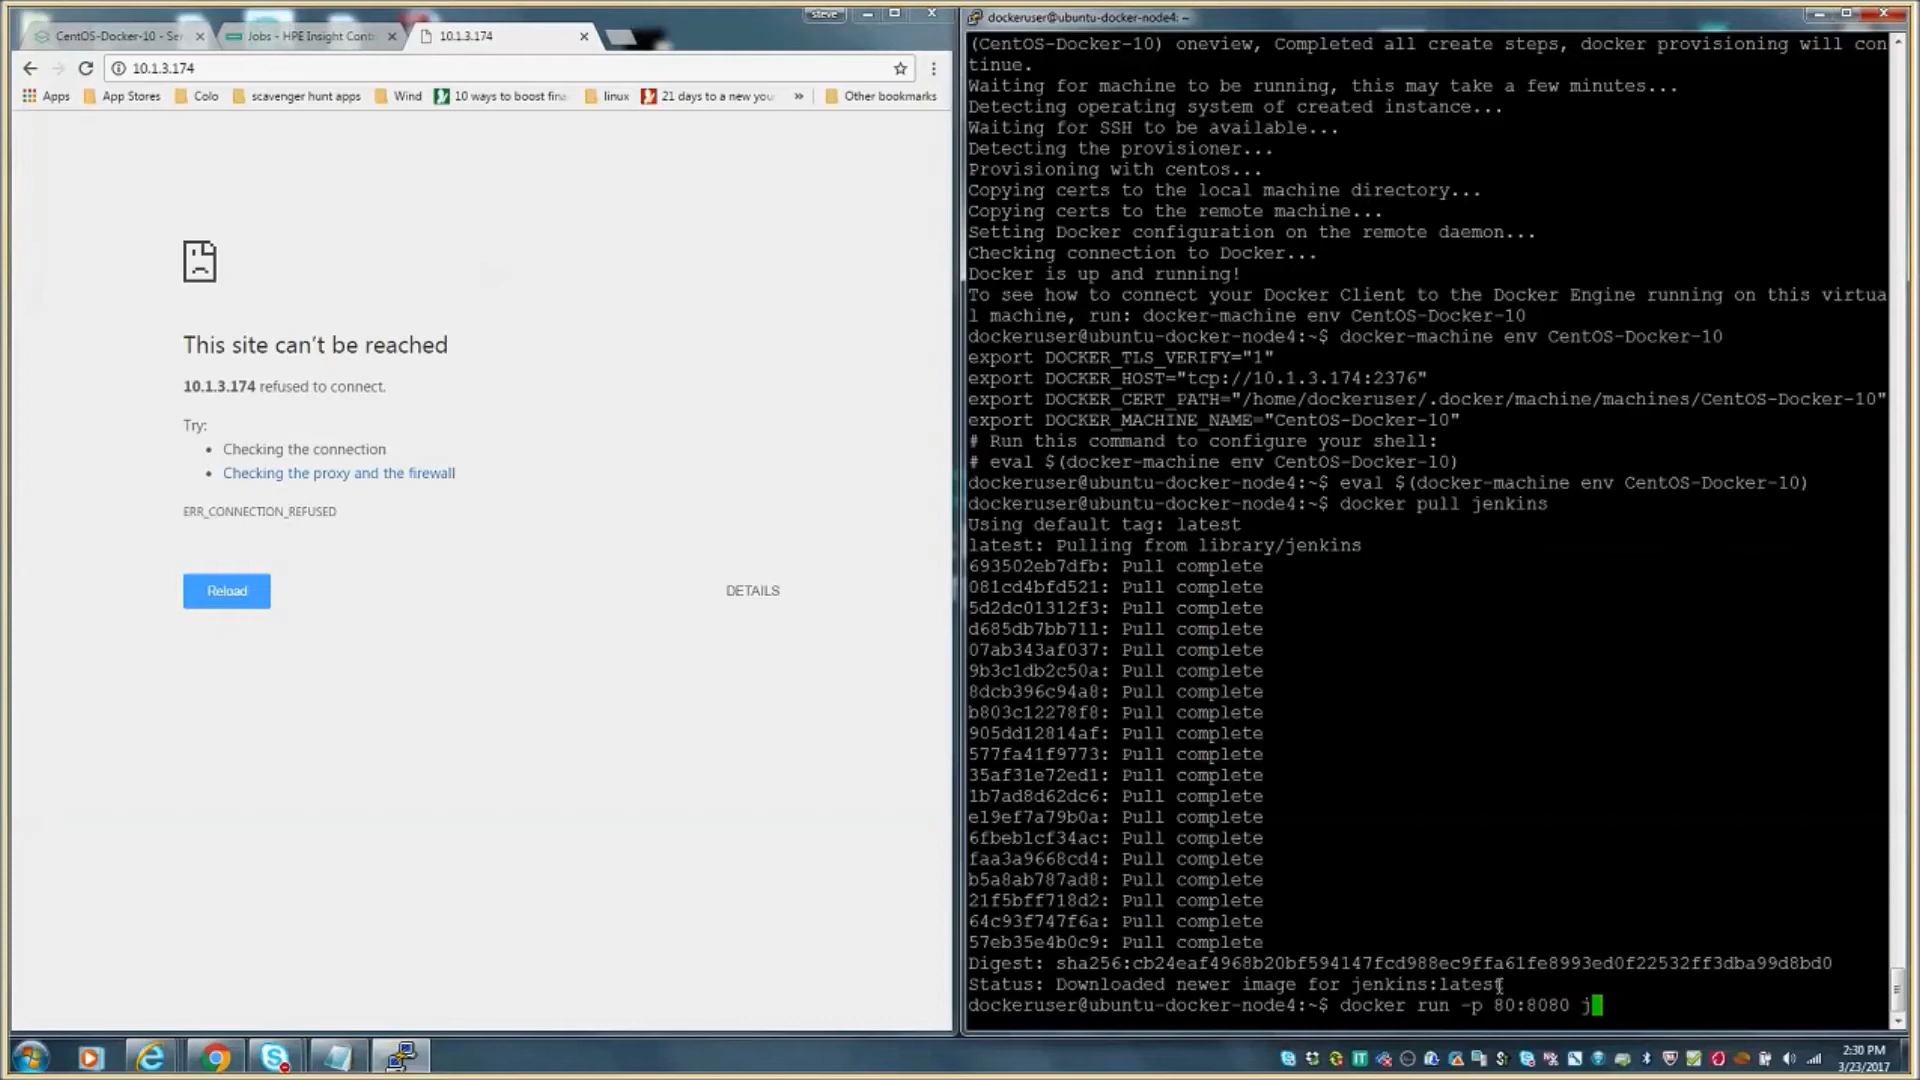 steve
CentOS-Docker-10 - Ser
Jobs - HPE Insight Contr
10.1.3.174
10.1.3.174
Apps
App Stores
Colo
scavenger hunt apps
Wind
10 ways to boost fina
linux
21 days to a new you
»
Other bookmarks
This site can't be reached
10.1.3.174 refused to connect.
Try:
• Checking the connection
• Checking the proxy and the firewall
ERR_CONNECTION_REFUSED
Reload
DETAILS
dockeruser@ubuntu-docker-node4: ~
(CentOS-Docker-10) oneview, Completed all create steps, docker provisioning will con
tinue.
Waiting for machine to be running, this may take a few minutes...
Detecting operating system of created instance...
Waiting for SSH to be available...
Detecting the provisioner...
Provisioning with centos...
Copying certs to the local machine directory...
Copying certs to the remote machine...
Setting Docker configuration on the remote daemon...
Checking connection to Docker...
Docker is up and running!
To see how to connect your Docker Client to the Docker Engine running on this virtua
l machine, run: docker-machine env CentOS-Docker-10
dockeruser@ubuntu-docker-node4:~$ docker-machine env CentOS-Docker-10
export DOCKER_TLS_VERIFY="1"
export DOCKER_HOST="tcp://10.1.3.174:2376"
export DOCKER_CERT_PATH="/home/dockeruser/.docker/machine/machines/CentOS-Docker-10"
export DOCKER_MACHINE_NAME="CentOS-Docker-10"
# Run this command to configure your shell:
# eval $(docker-machine env CentOS-Docker-10)
dockeruser@ubuntu-docker-node4:~$ eval $(docker-machine env CentOS-Docker-10)
dockeruser@ubuntu-docker-node4:~$ docker pull jenkins
Using default tag: latest
latest: Pulling from library/jenkins
693502eb7dfb: Pull complete
081cd4bfd521: Pull complete
5d2dc01312f3: Pull complete
d685db7bb711: Pull complete
07ab343af037: Pull complete
9b3c1db2c50a: Pull complete
8dcb396c94a8: Pull complete
b803c12278f8: Pull complete
905dd12814af: Pull complete
577fa41f9773: Pull complete
35af31e72ed1: Pull complete
1b7ad8d62dc6: Pull complete
e19ef7a79b0a: Pull complete
6fbeb1cf34ac: Pull complete
faa3a9668cd4: Pull complete
b5a8ab787ad8: Pull complete
21f5bff718d2: Pull complete
64c93f747f6a: Pull complete
57eb35e4b0c9: Pull complete
Digest: sha256:cb24eaf4968b20bf594147fcd988ec9ffa61fe8993ed0f22532ff3dba99d8bd0
Status: Downloaded newer image for jenkins:latest
dockeruser@ubuntu-docker-node4:~$ docker run -p 80:8080 j
2:30 PM
3/23/2017